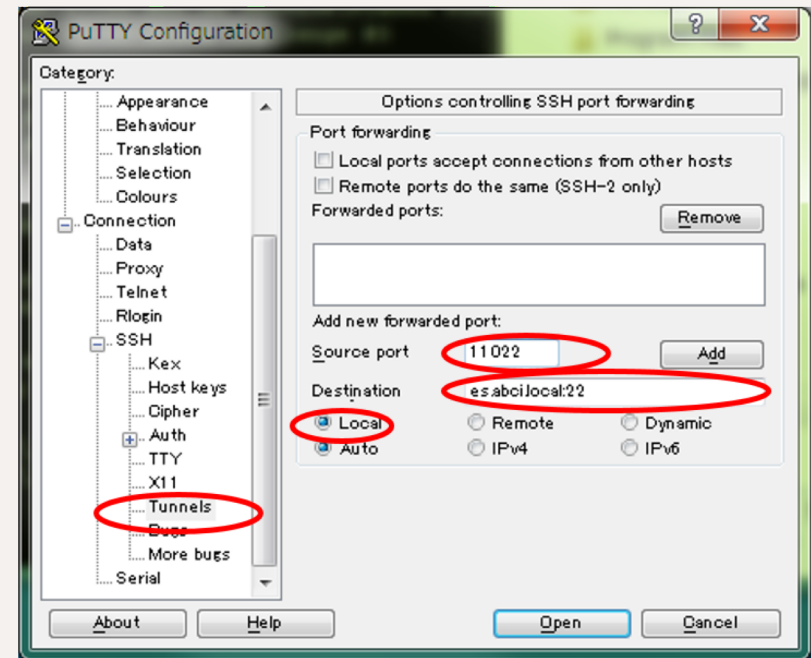 PuTTY Configuration
Category:
Appearance
Behaviour
Translation
Selection
Colours
Connection
Data
Proxy
Telnet
Rlogin
SSH
Kex
Host keys
Cipher
Auth
TTY
X11
Tunnels
Bugs
More bugs
Serial
Options controlling SSH port forwarding
Port forwarding
Local ports accept connections from other hosts
Remote ports do the same (SSH-2 only)
Forwarded ports:
Remove
Add new forwarded port:
Source port 11022 Add
Destination es.abci.local:22
Local Remote Dynamic
Auto IPv4 IPv6
About Help Open Cancel